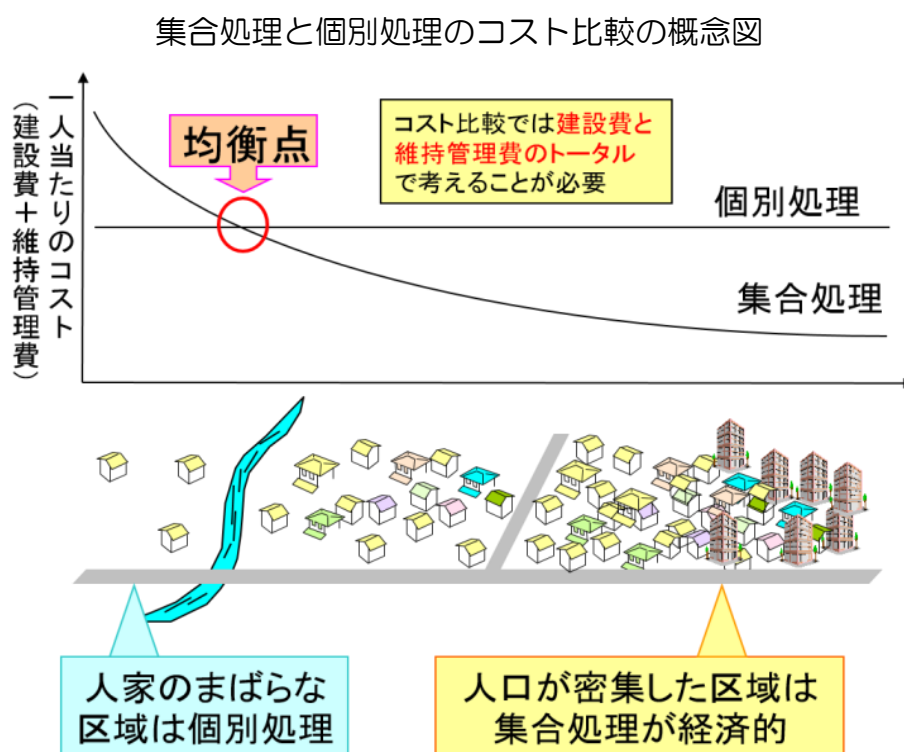 集合処理と個別処理のコスト比較の概念図
一人当たりのコスト
（建設費＋維持管理費）
均衡点
コスト比較では建設費と
維持管理費のトータル
で考えることが必要
個別処理
集合処理
人家のまばらな
区域は個別処理
人口が密集した区域は
集合処理が経済的